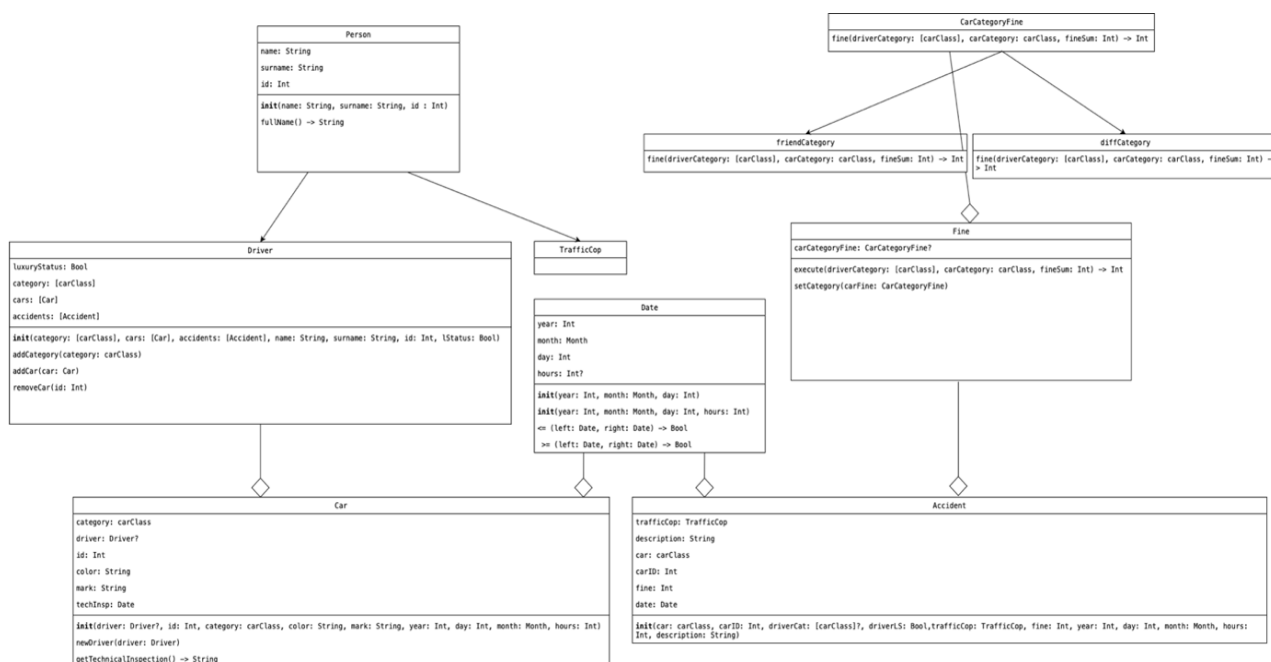 Person
name: String
surname: String
id: Int
init(name: String, surname: String, id : Int)
fullName() -> String
CarCategoryFine
fine(driverCategory: [carClass], carCategory: carClass, fineSum: Int) -> Int
friendCategory
fine(driverCategory: [carClass], carCategory: carClass, fineSum: Int) -> Int
diffCategory
fine(driverCategory: [carClass], carCategory: carClass, fineSum: Int) -
> Int
Driver
luxuryStatus: Bool
category: [carClass]
cars: [Car]
accidents: [Accident]
init(category: [carClass], cars: [Car], accidents: [Accident], name: String, surname: String, id: Int, lStatus: Bool)
addCategory(category: carClass)
addCar(car: Car)
removeCar(id: Int)
TrafficCop
Date
year: Int
month: Month
day: Int
hours: Int?
init(year: Int, month: Month, day: Int)
init(year: Int, month: Month, day: Int, hours: Int)
<= (left: Date, right: Date) -> Bool
>= (left: Date, right: Date) -> Bool
Fine
carCategoryFine: CarCategoryFine?
execute(driverCategory: [carClass], carCategory: carClass, fineSum: Int) -> Int
setCategory(carFine: CarCategoryFine)
Car
category: carClass
driver: Driver?
id: Int
color: String
mark: String
techInsp: Date
init(driver: Driver?, id: Int, category: carClass, color: String, mark: String, year: Int, day: Int, month: Month, hours: Int)
newDriver(driver: Driver)
getTechnicalInspection() -> String
Accident
trafficCop: TrafficCop
description: String
car: carClass
carID: Int
fine: Int
date: Date
init(car: carClass, carID: Int, driverCat: [carClass]?, driverLS: Bool,trafficCop: TrafficCop, fine: Int, year: Int, day: Int, month: Month, hours:
Int, description: String)